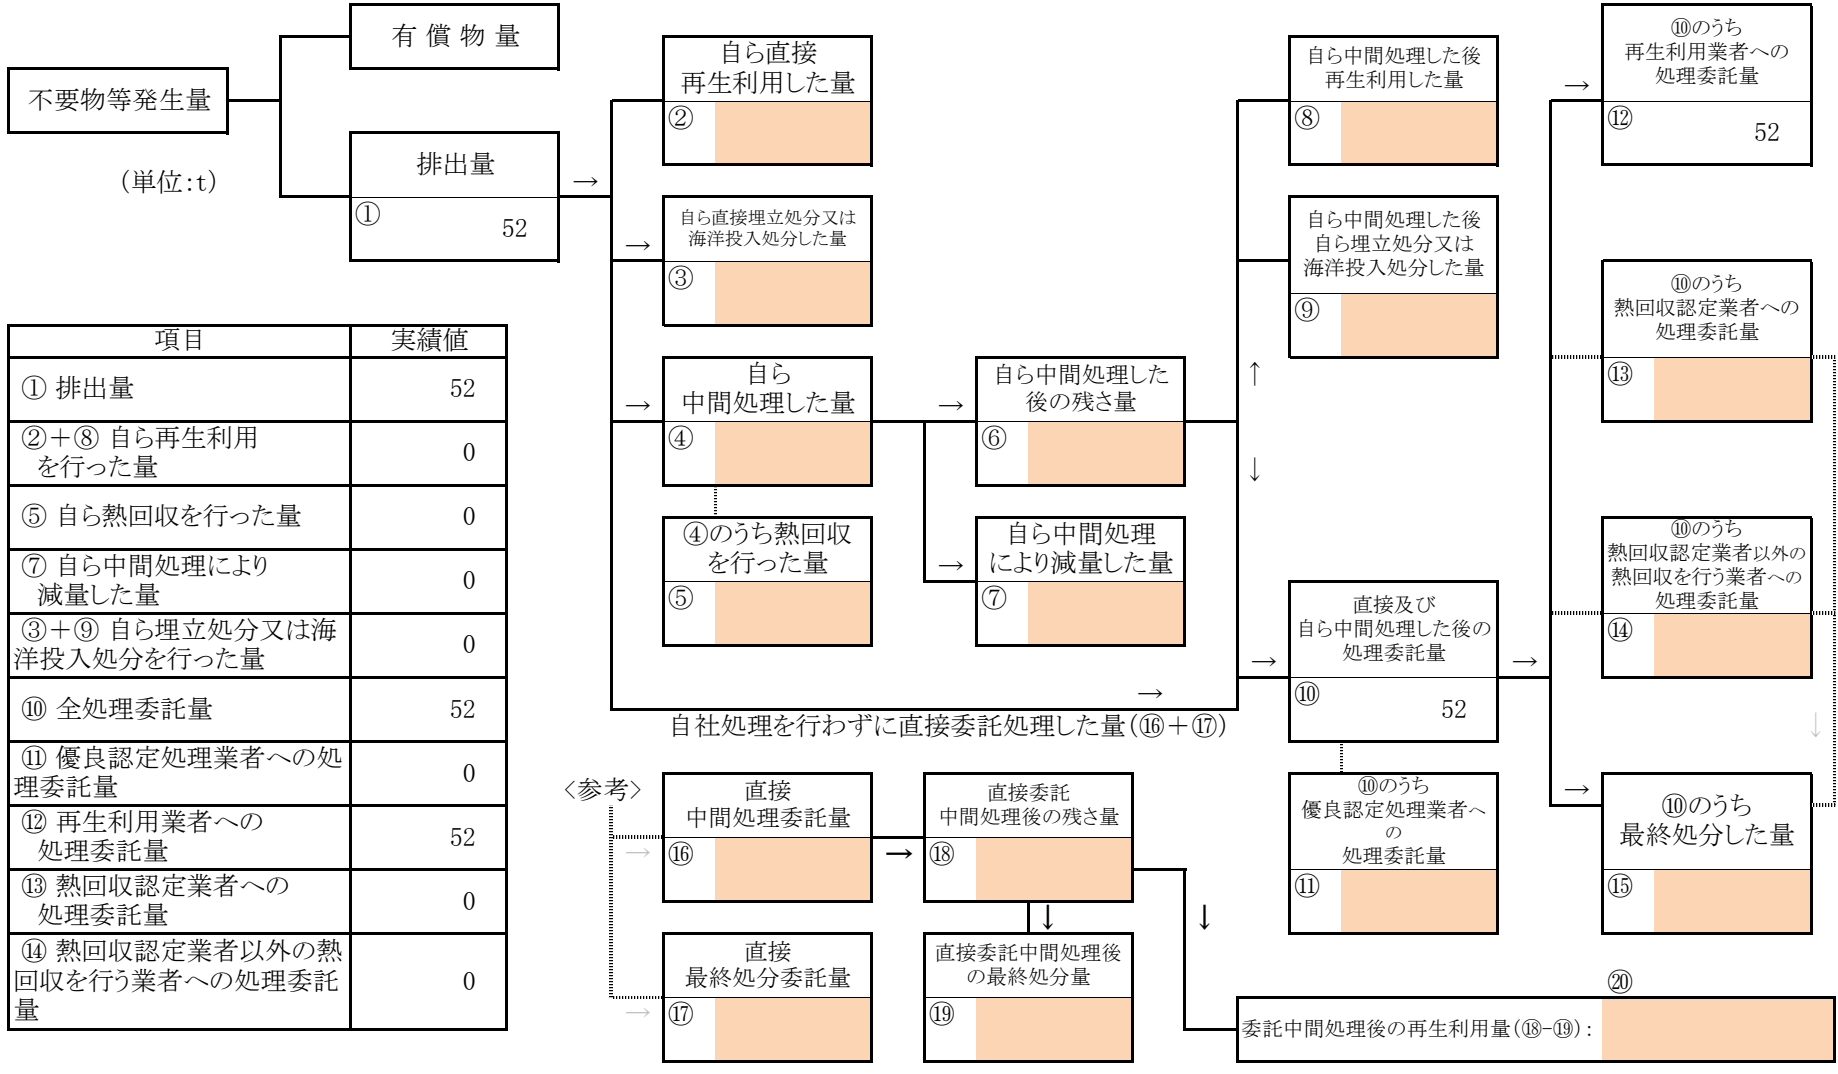 有 償 物 量
不要物等発生量
(単位:t)
排出量
①
52
→
自ら直接
再生利用した量
②
自ら直接埋立処分又は
海洋投入処分した量
→
③
自ら
中間処理した量
→
④
④のうち熱回収
を行った量
⑤
→
自ら中間処理した
後の残さ量
⑥
自ら中間処理
により減量した量
→
⑦
自ら中間処理した後
再生利用した量
⑧
自ら中間処理した後
自ら埋立処分又は
海洋投入処分した量
⑨
↑
↓
直接及び
自ら中間処理した後の
処理委託量
→
⑩
52
→
→
自社処理を行わずに直接委託処理した量(⑯+⑰)
⑩のうち
優良認定処理業者へ
の
処理委託量
⑪
→
⑩のうち
再生利用業者への
処理委託量
⑫
52
⑩のうち
熱回収認定業者への
処理委託量
⑬
⑩のうち
熱回収認定業者以外の
熱回収を行う業者への
処理委託量
⑭
↓
→
⑩のうち
最終処分した量
⑮
項目 実績値
① 排出量 52
②+⑧ 自ら再生利用
を行った量 0
⑤ 自ら熱回収を行った量 0
⑦ 自ら中間処理により
減量した量 0
③+⑨ 自ら埋立処分又は海
洋投入処分を行った量 0
⑩ 全処理委託量 52
⑪ 優良認定処理業者への処
理委託量 0
⑫ 再生利用業者への
処理委託量 52
⑬ 熱回収認定業者への
処理委託量 0
⑭ 熱回収認定業者以外の熱
回収を行う業者への処理委託
量 0
<参考>
直接
中間処理委託量
→
⑯
→
直接委託
中間処理後の残さ量
⑱
↓
↓
直接
最終処分委託量
→
⑰
直接委託中間処理後
の最終処分量
⑲
⑳
委託中間処理後の再生利用量(⑱-⑲):